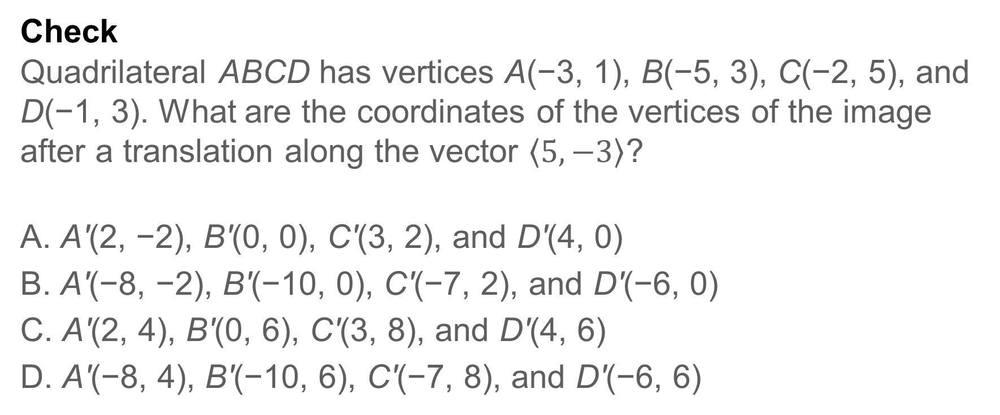 Check
Quadrilateral ABCD has vertices A(−3, 1), B(−5, 3), C(−2, 5), and
D(−1, 3). What are the coordinates of the vertices of the image
after a translation along the vector ⟨5, −3⟩?
A. A′(2, −2), B′(0, 0), C′(3, 2), and D′(4, 0)
B. A′(−8, −2), B′(−10, 0), C′(−7, 2), and D′(−6, 0)
C. A′(2, 4), B′(0, 6), C′(3, 8), and D′(4, 6)
D. A′(−8, 4), B′(−10, 6), C′(−7, 8), and D′(−6, 6)